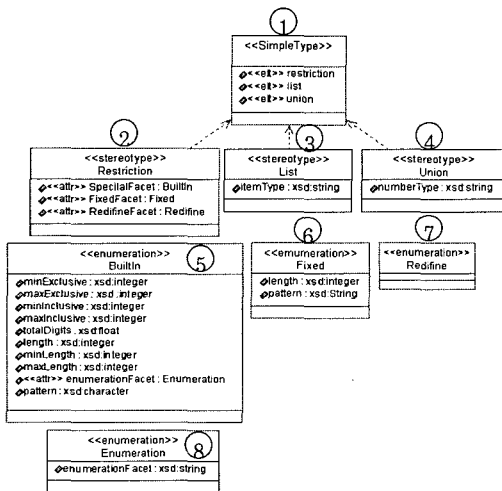 1
<<SimpleType>>
<<elt>> restriction
<<elt>> list
<<elt>> union
2
<<stereotype>>
Restriction
<<attr>> SpecilalFacet : BuiltIn
<<attr>> FixedFacet : Fixed
<<attr>> RedifineFacet : Redifine
3
<<stereotype>>
List
itemType : xsd:string
4
<<stereotype>>
Union
numberType : xsd:string
<<enumeration>>
BuiltIn
5
minExclusive : xsd:integer
maxExclusive : xsd:integer
minInclusive : xsd:integer
maxInclusive : xsd:integer
totalDigits : xsd:float
length : xsd:integer
minLength : xsd:integer
maxLength : xsd:integer
<<attr>> enumerationFacet : Enumeration
pattern : xsd:character
6
<<enumeration>>
Fixed
length : xsd:integer
pattern : xsd:String
7
<<enumeration>>
Redifine
<<enumeration>>
Enumeration
8
enumerationFacet : xsd:string